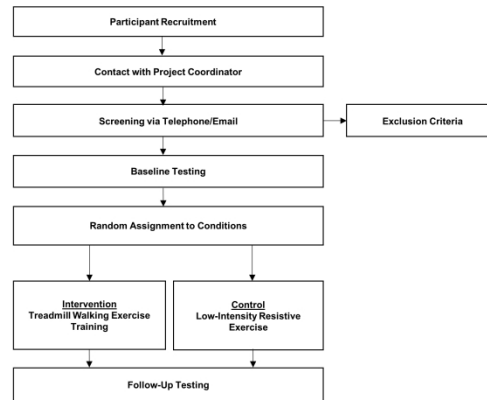 Participant Recruitment
Contact with Project Coordinator
Screening via Telephone/Email
Exclusion Criteria
Baseline Testing
Random Assignment to Conditions
Intervention
Treadmill Walking Exercise
Training
Control
Low-Intensity Resistive
Exercise
Follow-Up Testing